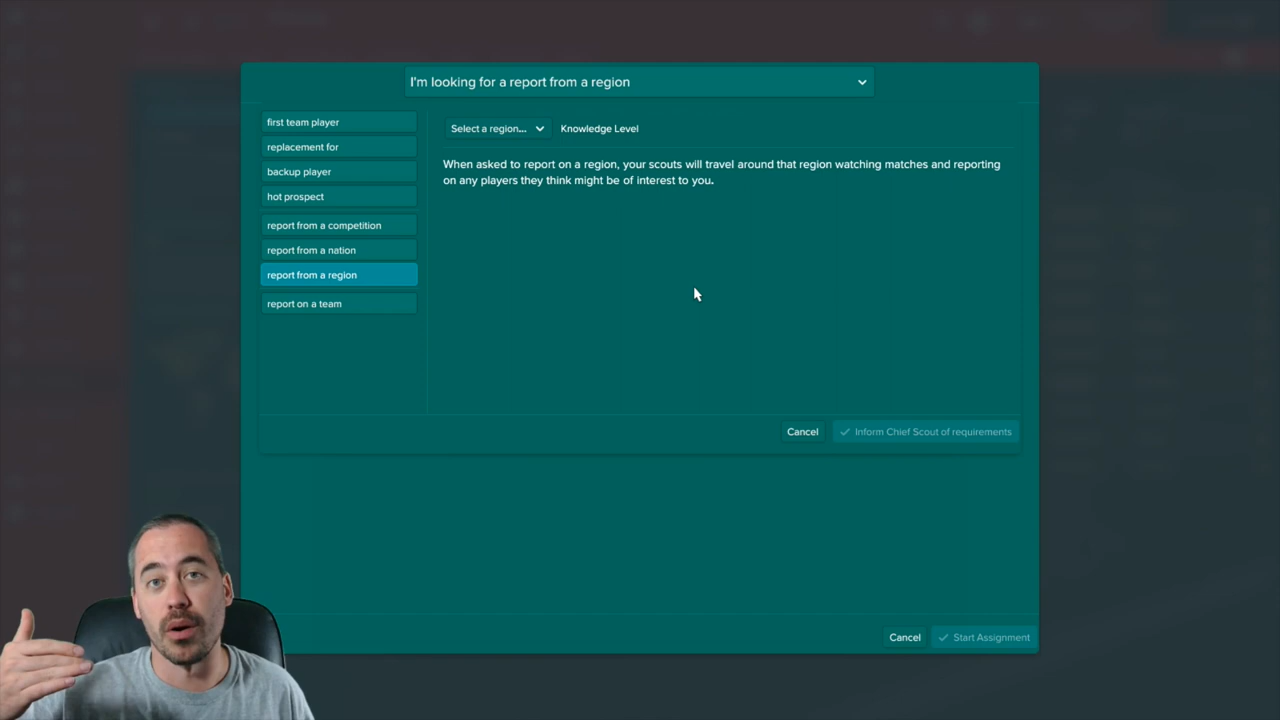 I'm looking for a report from a region
first team player
replacement for
backup player
hot prospect
report from a competition
report from a nation
report from a region
report on a team
Select a region... Knowledge Level
When asked to report on a region, your scouts will travel around that region watching matches and reporting
on any players they think might be of interest to you.
Cancel Inform Chief Scout of requirements
Cancel Start Assignment